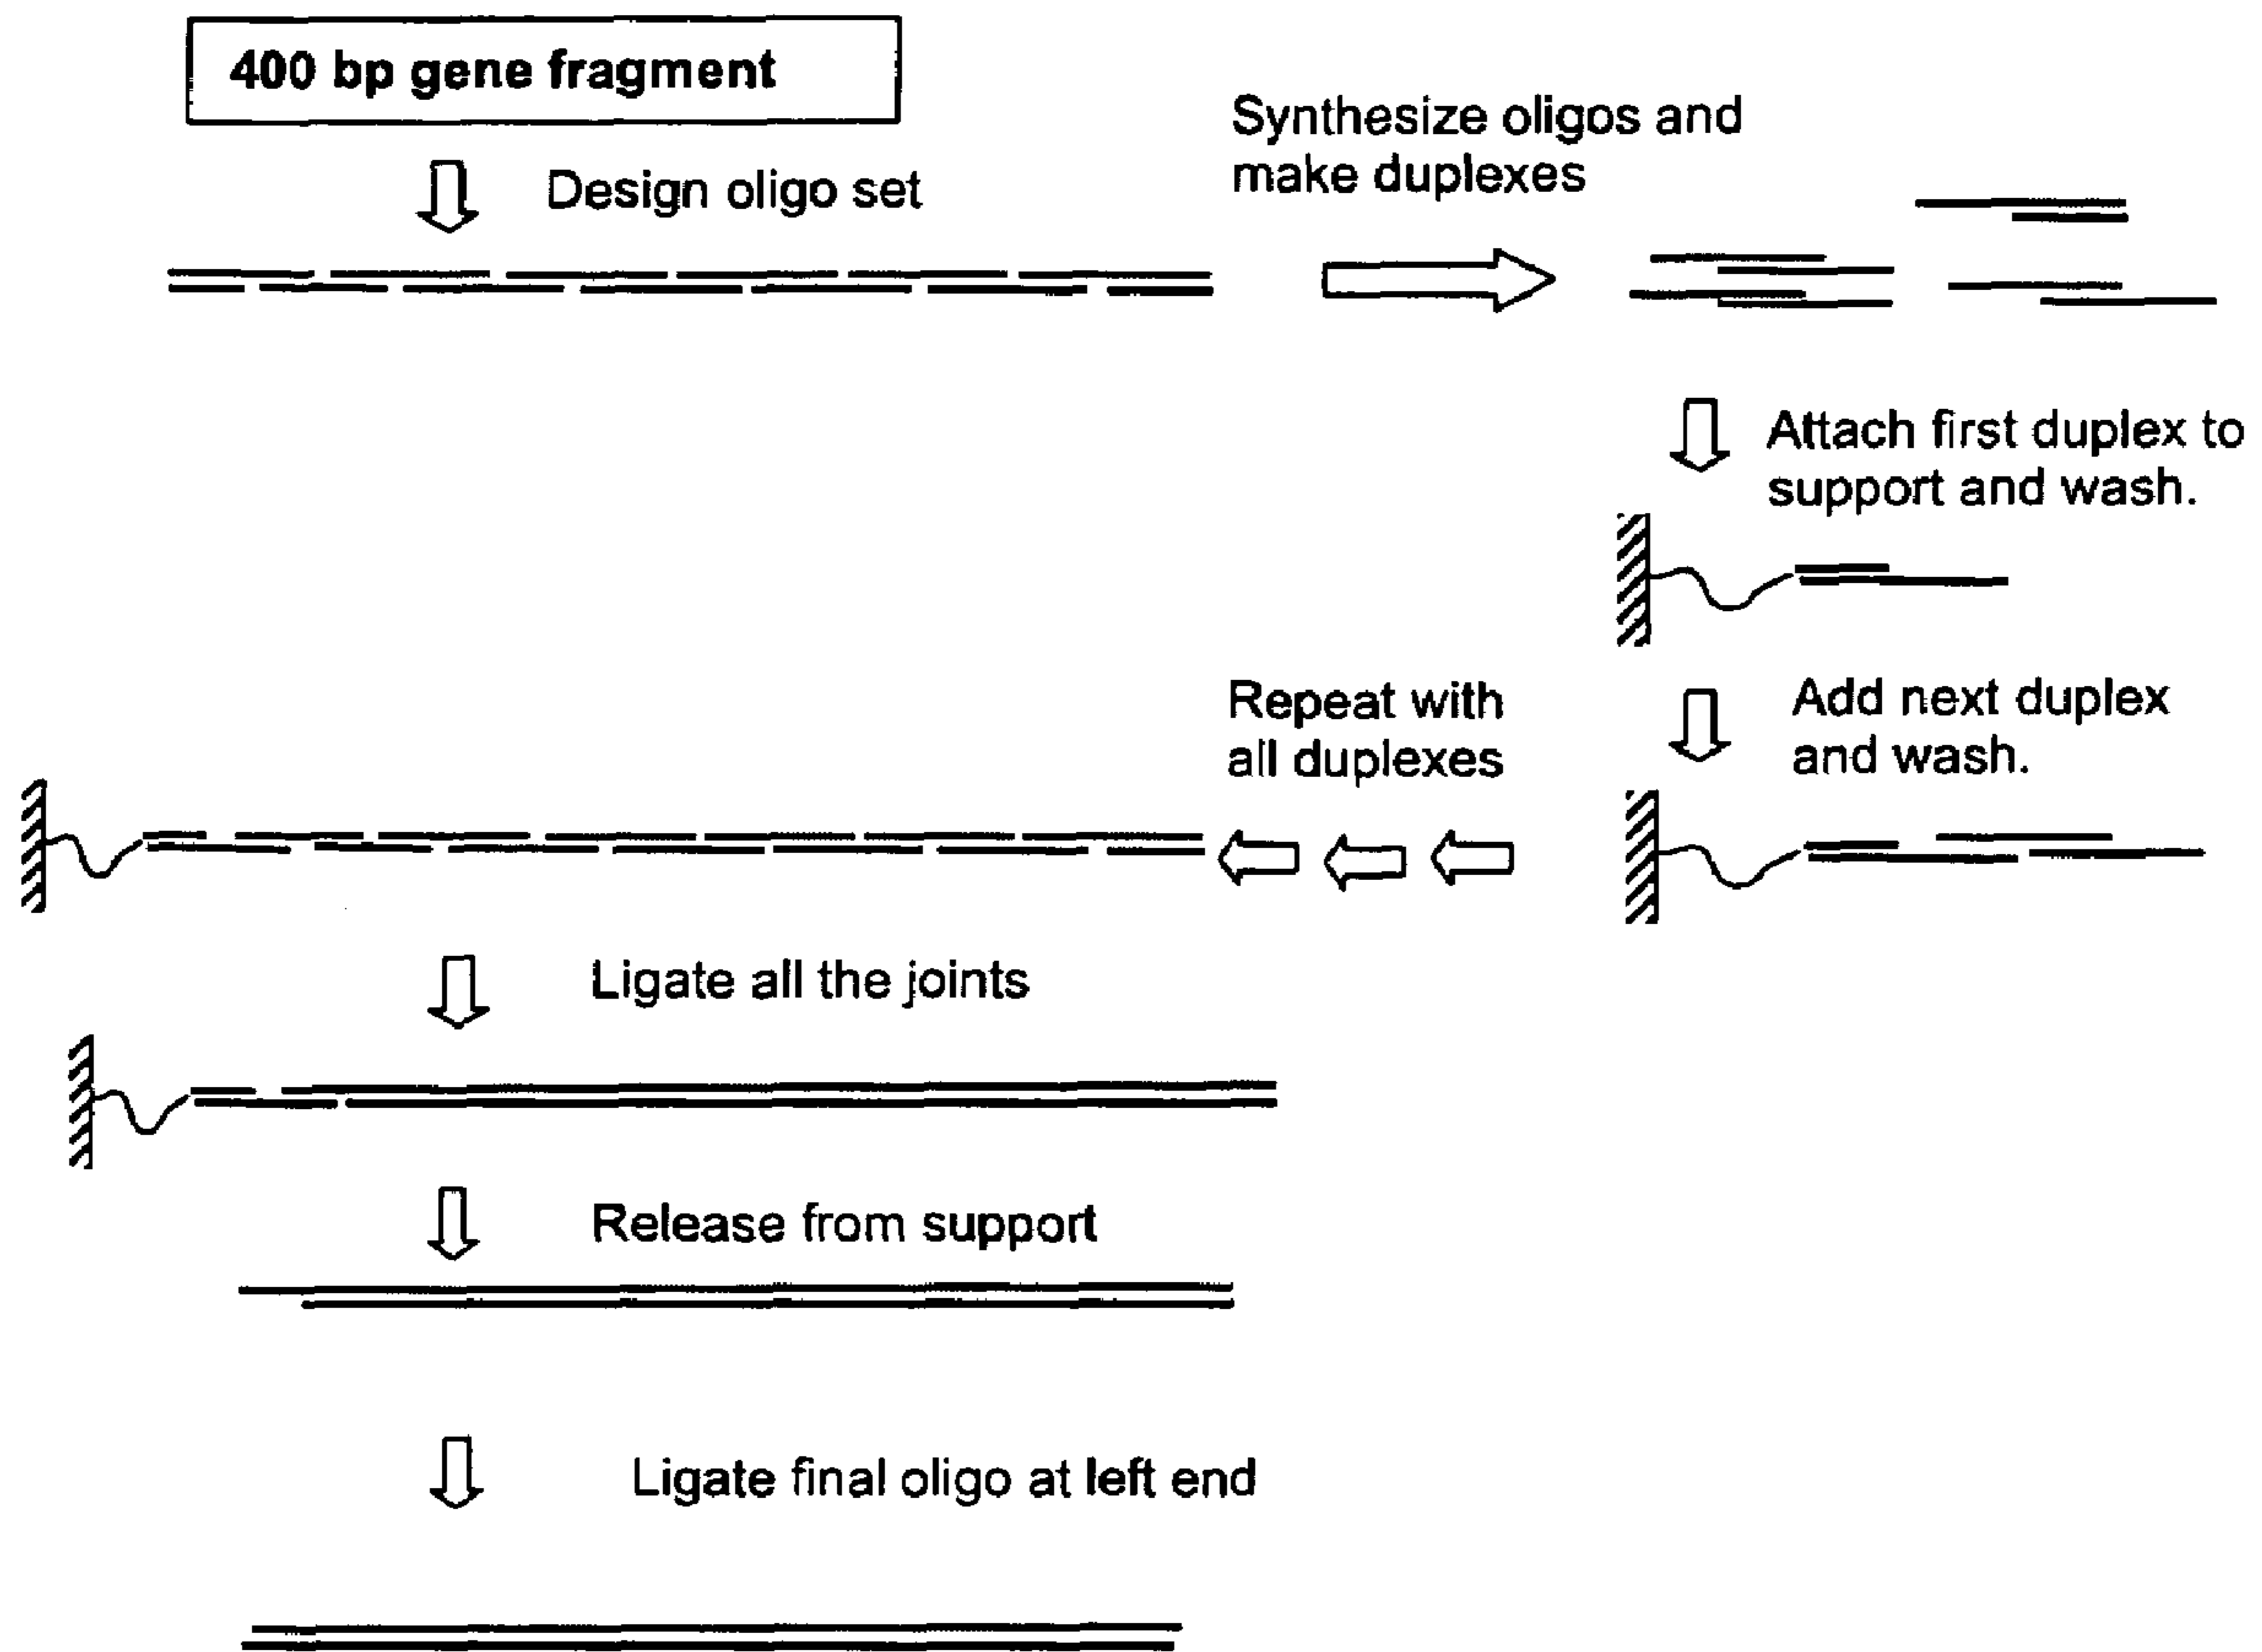 400 bp gene fragment
Design oligo set
Synthesize oligos and
make duplexes
Attach first duplex to
support and wash.
Add next duplex
and wash.
Repeat with
all duplexes
Ligate all the joints
Release from support
Ligate final oligo at left end